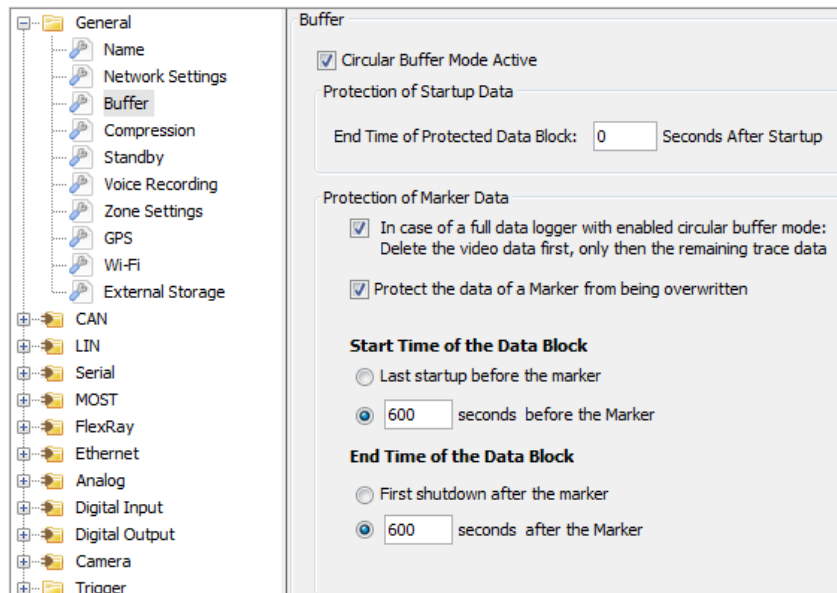 General
Name
Network Settings
Buffer
Compression
Standby
Voice Recording
Zone Settings
GPS
Wi-Fi
External Storage
CAN
LIN
Serial
MOST
FlexRay
Ethernet
Analog
Digital Input
Digital Output
Camera
Trigger
Buffer
Circular Buffer Mode Active
Protection of Startup Data
End Time of Protected Data Block: 0 Seconds After Startup
Protection of Marker Data
In case of a full data logger with enabled circular buffer mode:
Delete the video data first, only then the remaining trace data
Protect the data of a Marker from being overwritten
Start Time of the Data Block
Last startup before the marker
600 seconds before the Marker
End Time of the Data Block
First shutdown after the marker
600 seconds after the Marker